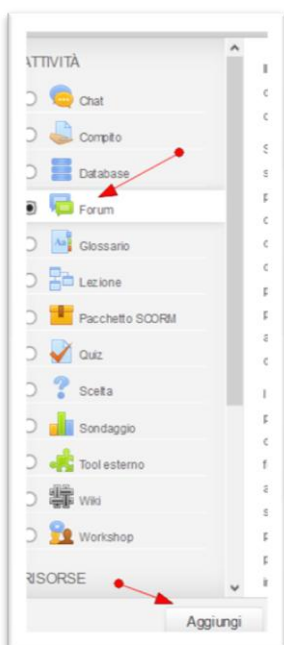 ATTIVITÀ
Chat
Compito
Database
Forum
Glossario
Lezione
Pacchetto SCORM
Quiz
Scelta
Sondaggio
Tool esterno
Wiki
Workshop
RISORSE
Aggiungi